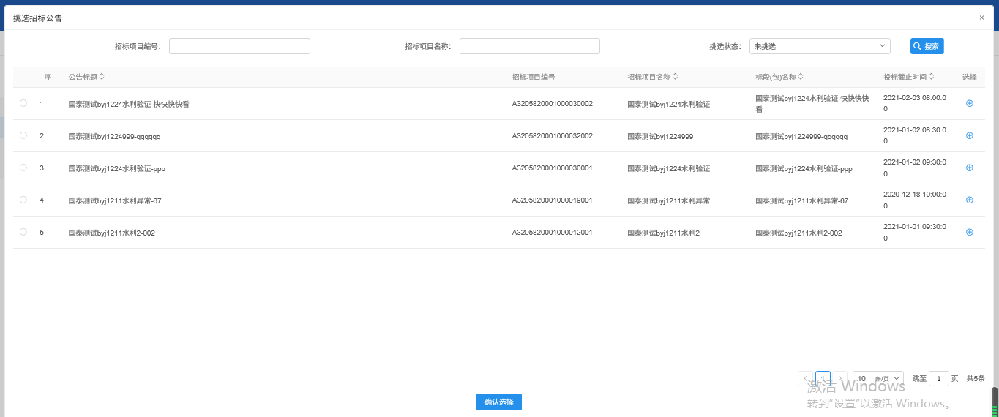 挑选招标公告 ×
招标项目编号： 招标项目名称： 挑选状态： 未挑选 搜索
序 公告标题 招标项目编号 招标项目名称 标段(包)名称 投标截止时间 选择
1 国泰测试byj1224水利验证-快快快快看 A3205820001000030002 国泰测试byj1224水利验证 国泰测试byj1224水利验证-快快快快 2021-02-03 08:00:0
看 0
2 国泰测试byj1224999-qqqqqq A3205820001000032002 国泰测试byj1224999 国泰测试byj1224999-qqqqqq 2021-01-02 08:30:0
0
3 国泰测试byj1224水利验证-ppp A3205820001000030001 国泰测试byj1224水利验证 国泰测试byj1224水利验证-ppp 2021-01-02 09:30:0
0
4 国泰测试byj1211水利异常-67 A3205820001000019001 国泰测试byj1211水利异常 国泰测试byj1211水利异常-67 2020-12-18 10:00:0
0
5 国泰测试byj1211水利2-002 A3205820001000012001 国泰测试byj1211水利2 国泰测试byj1211水利2-002 2021-01-01 09:30:0
0
1 10 条/页 跳至 1 页 共5条
激活 Windows
转到"设置"以激活 Windows。
确认选择